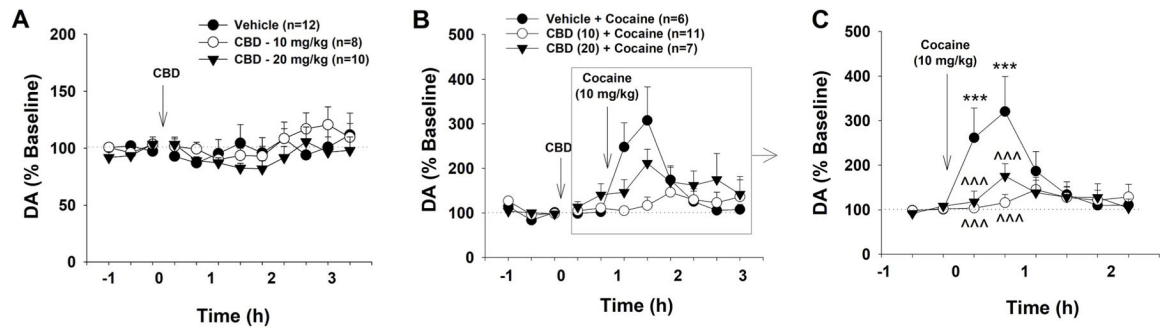 A
Vehicle (n=12)
CBD - 10 mg/kg (n=8)
CBD - 20 mg/kg (n=10)
CBD
DA (% Baseline)
200
150
100
50
0
-1 0 1 2 3
Time (h)
B
Vehicle + Cocaine (n=6)
CBD (10) + Cocaine (n=11)
CBD (20) + Cocaine (n=7)
Cocaine
(10 mg/kg)
CBD
DA (% Baseline)
500
400
300
200
100
0
-1 0 1 2 3
Time (h)
C
Cocaine
(10 mg/kg)
*** ***
^^^ ^^^
^^^ ^^^
DA (% Baseline)
500
400
300
200
100
0
-1 0 1 2
Time (h)